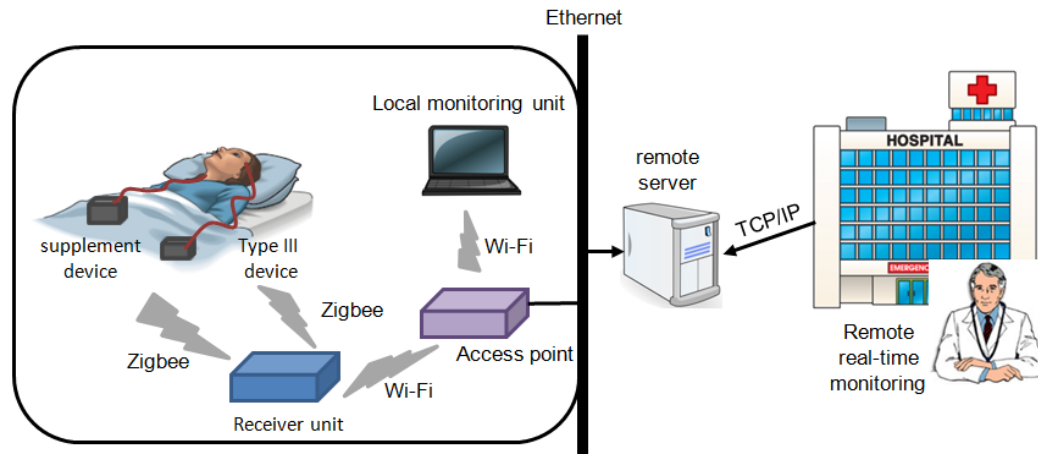 Ethernet
Local monitoring unit
HOSPITAL
remote
server
TCP/IP
Wi-Fi
supplement
device
Type III
device
EMERGENC
Zigbee
Zigbee
Access point
Wi-Fi
Receiver unit
Remote
real-time
monitoring